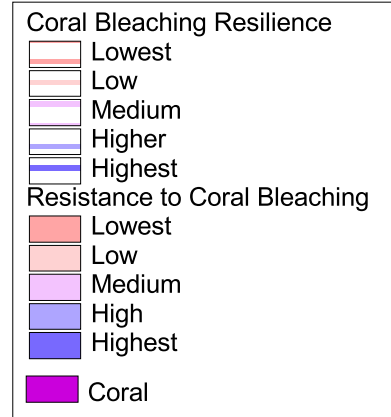 Coral Bleaching Resilience
Lowest
Low
Medium
Higher
Highest
Resistance to Coral Bleaching
Lowest
Low
Medium
High
Highest
Coral